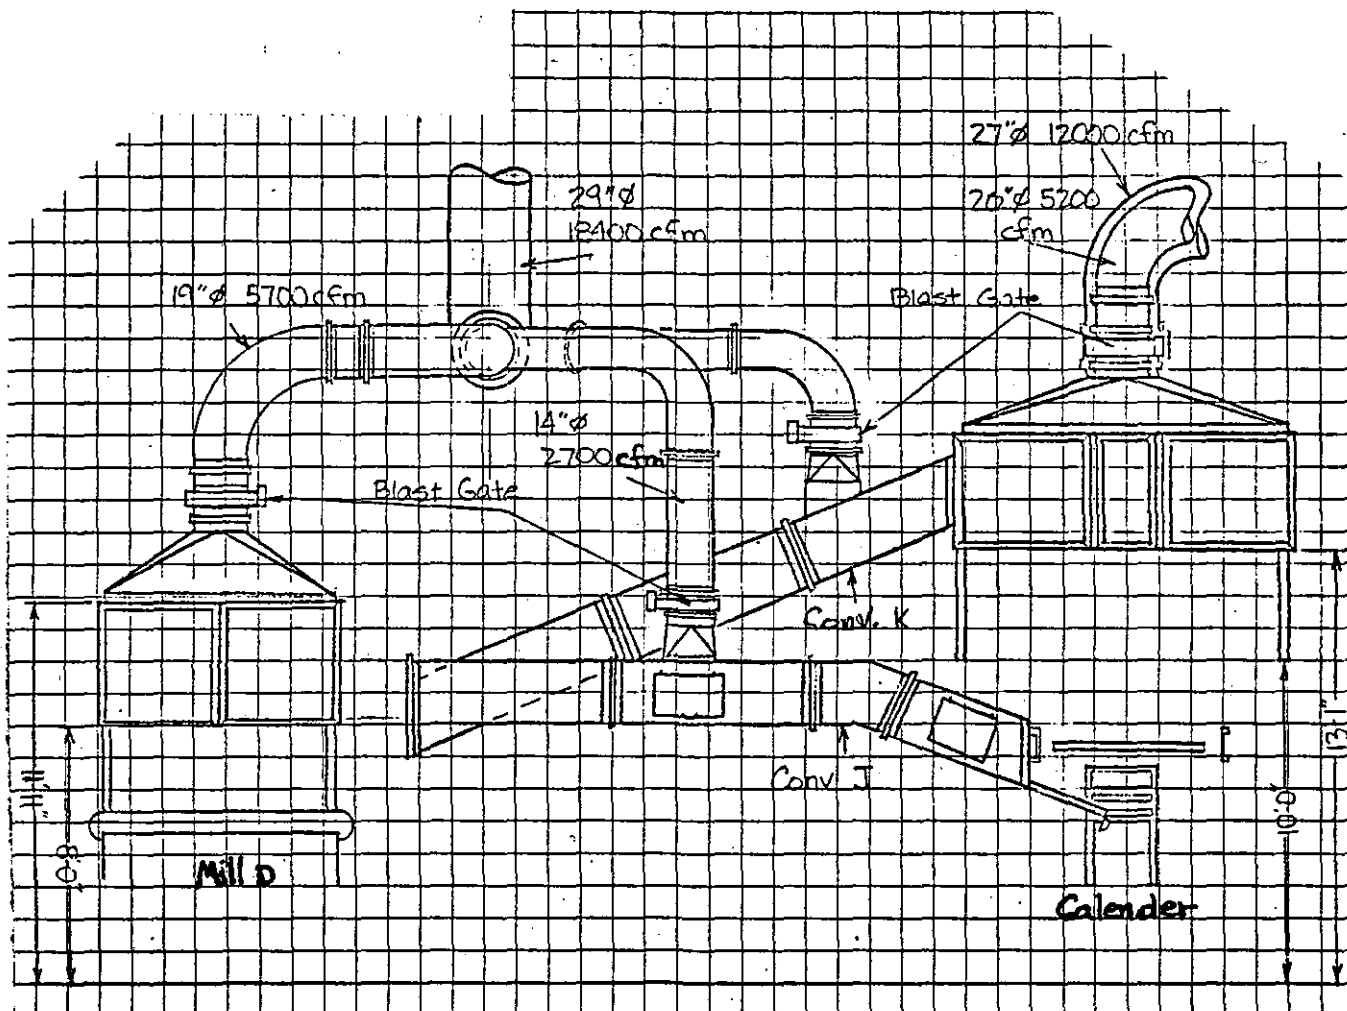 27"ø 12000 cfm
29"ø
18400 cfm
20"ø 5200
cfm
19"ø 5700 cfm
Blast Gate
14"ø
2700 cfm
Blast Gate
Conv. K
Conv J
Mill D
Calender
11'11"
8'0"
10'0"
13'1"